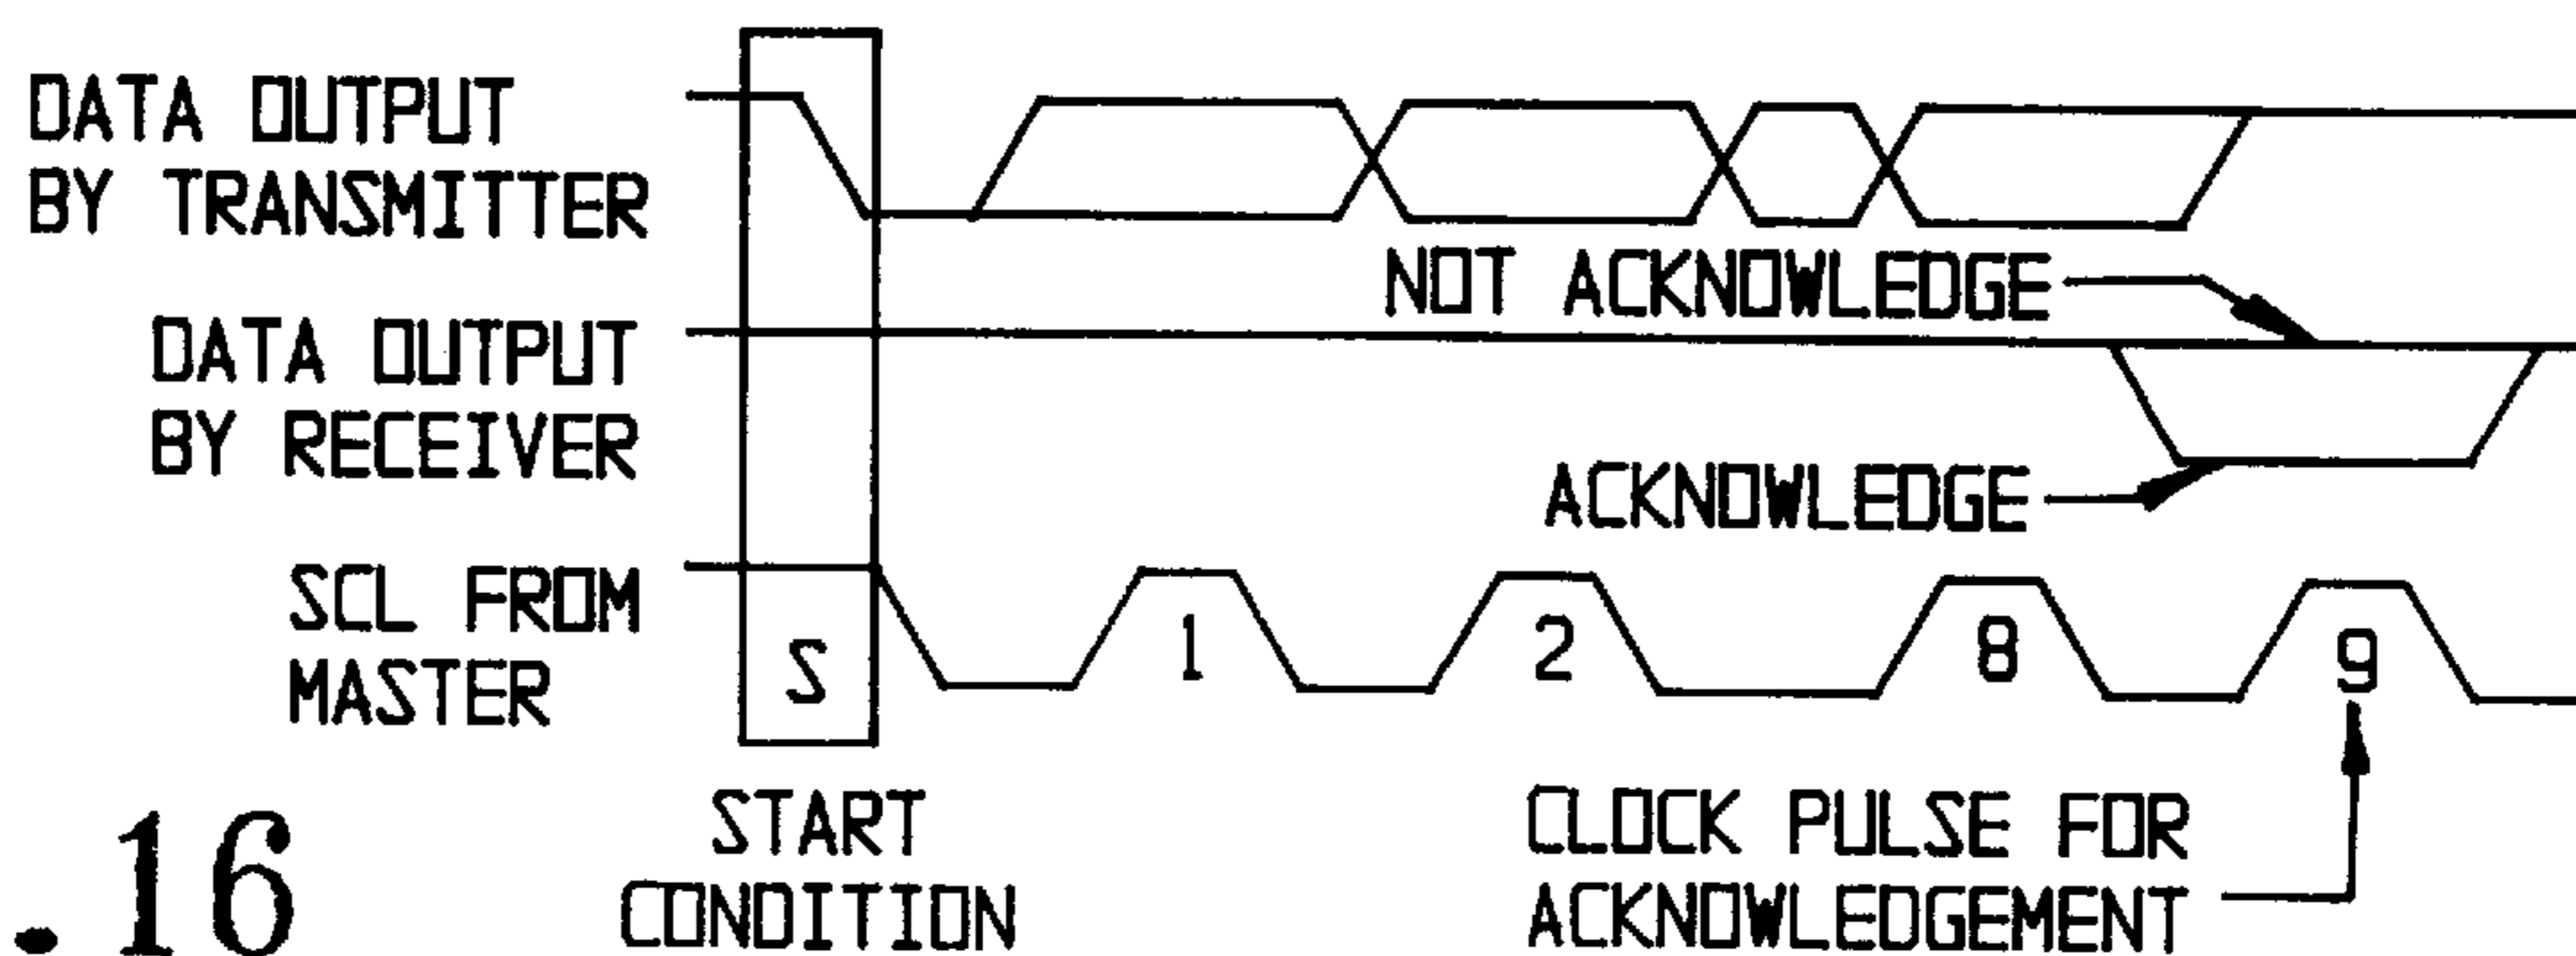 DATA OUTPUT
BY TRANSMITTER
NOT ACKNOWLEDGE
DATA OUTPUT
BY RECEIVER
ACKNOWLEDGE
SCL FROM
MASTER
S
1
2
8
9
START
CONDITION
CLOCK PULSE FOR
ACKNOWLEDGEMENT
.16